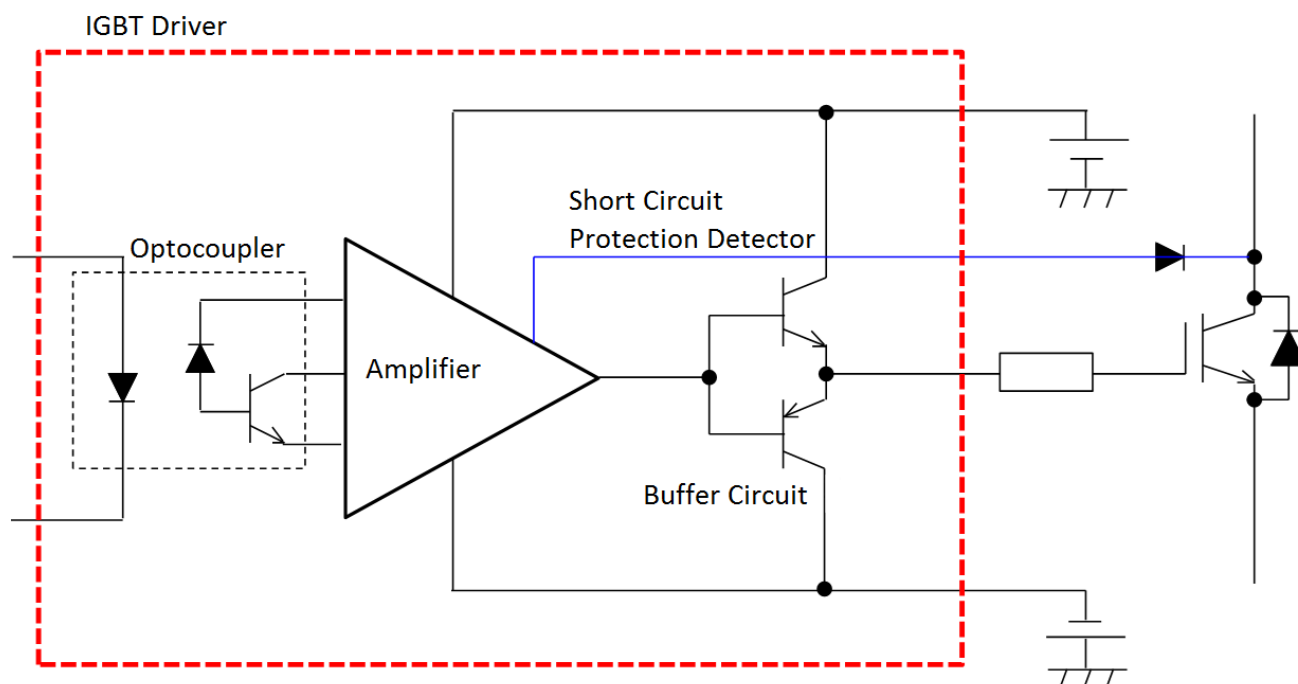 IGBT Driver
Short Circuit
Protection Detector
Optocoupler
Amplifier
Buffer Circuit